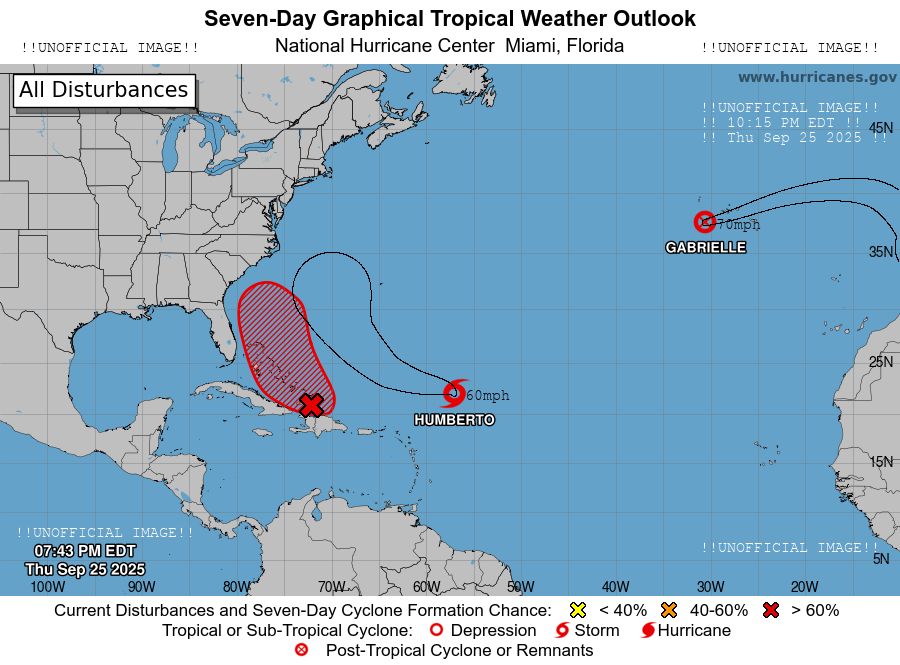 Seven-Day Graphical Tropical Weather Outlook
!!UNOFFICIAL IMAGE!!
National Hurricane Center  Miami, Florida
!!UNOFFICIAL IMAGE!!
All Disturbances
www.hurricanes.gov
!!UNOFFICIAL IMAGE!!
!! 10:15 PM EDT !!
!! Thu Sep 25 2025 !!
45N
70mph
GABRIELLE
35N
25N
60mph
HUMBERTO
15N
!!UNOFFICIAL IMAGE!!
07:43 PM EDT
Thu Sep 25 2025
!!UNOFFICIAL IMAGE!!
5N
100W 90W 80W 70W 60W 50W 40W 30W 20W
Current Disturbances and Seven-Day Cyclone Formation Chance: < 40% 40-60% > 60%
Tropical or Sub-Tropical Cyclone: Depression Storm Hurricane
Post-Tropical Cyclone or Remnants